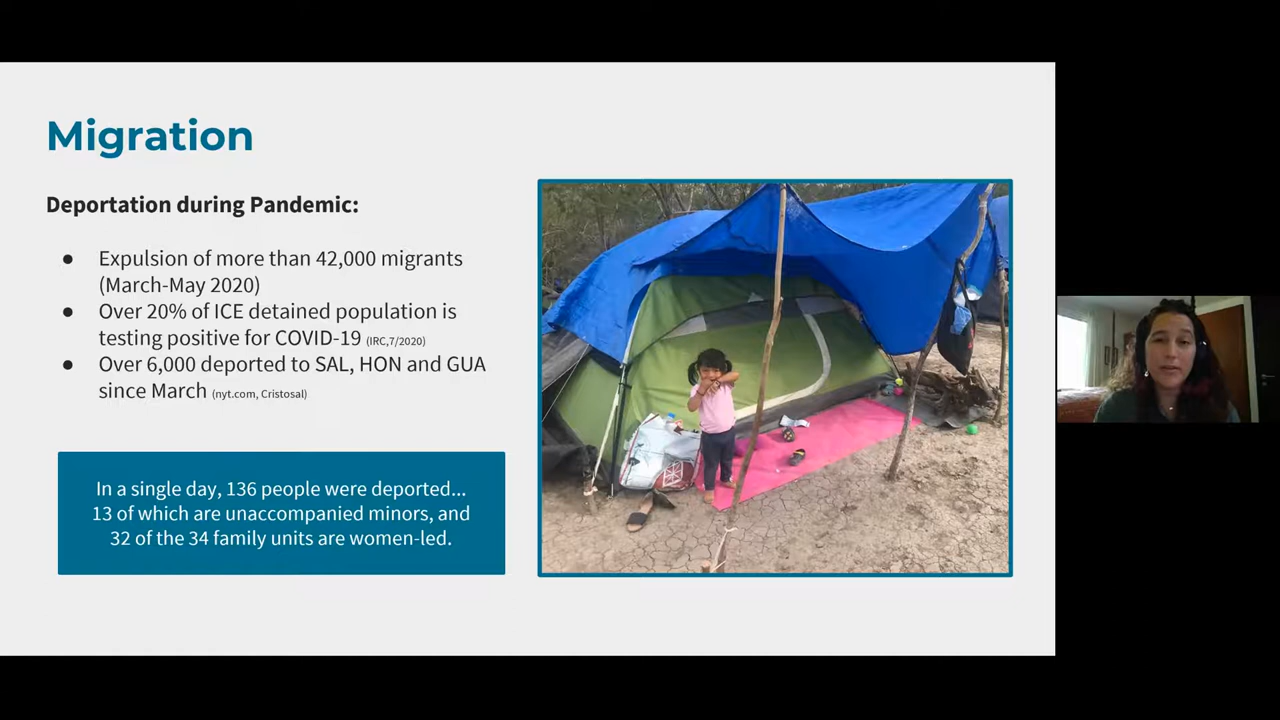 Migration
Deportation during Pandemic:
● Expulsion of more than 42,000 migrants
(March-May 2020)
● Over 20% of ICE detained population is
testing positive for COVID-19 (IRC,7/2020)
● Over 6,000 deported to SAL, HON and GUA
since March (nyt.com, Cristosal)
In a single day, 136 people were deported...
13 of which are unaccompanied minors, and
32 of the 34 family units are women-led.